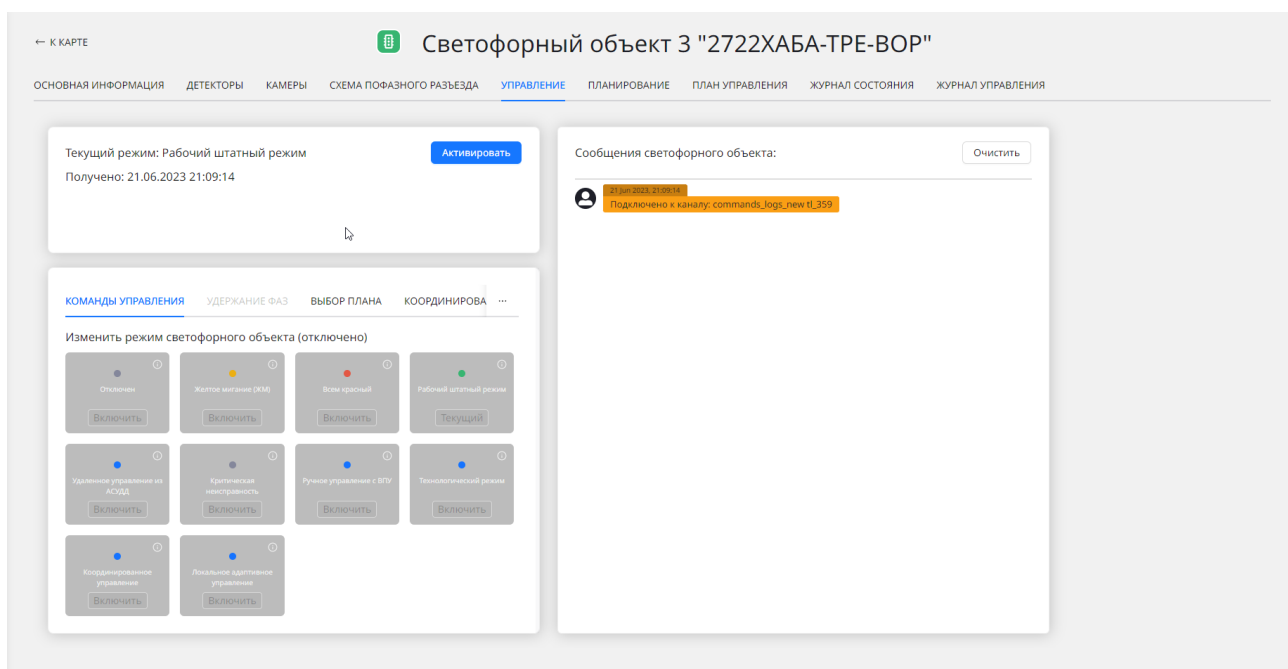 ← К КАРТЕ
Светофорный объект 3 "2722ХАБА-ТРЕ-ВОР"
ОСНОВНАЯ ИНФОРМАЦИЯ ДЕТЕКТОРЫ КАМЕРЫ СХЕМА ПОФАЗНОГО РАЗЪЕЗДА УПРАВЛЕНИЕ ПЛАНИРОВАНИЕ ПЛАН УПРАВЛЕНИЯ ЖУРНАЛ СОСТОЯНИЯ ЖУРНАЛ УПРАВЛЕНИЯ
Текущий режим: Рабочий штатный режим
Активировать
Получено: 21.06.2023 21:09:14
Сообщения светофорного объекта:
Очистить
21 Jun 2023, 21:09:14
Подключено к каналу: commands_logs_new tl_359
КОМАНДЫ УПРАВЛЕНИЯ УДЕРЖАНИЕ ФАЗ ВЫБОР ПЛАНА КООРДИНИРОВА ...
Изменить режим светофорного объекта (отключено)
Отключен
Включить
Желтое мигание (ЖМ)
Включить
Всем красный
Включить
Рабочий штатный режим
Текущий
Удаленное управление из
АСУДД
Включить
Критическая
неисправность
Включить
Ручное управление с ВПУ
Включить
Технологический режим
Включить
Координированное
управление
Включить
Локальное адаптивное
управление
Включить